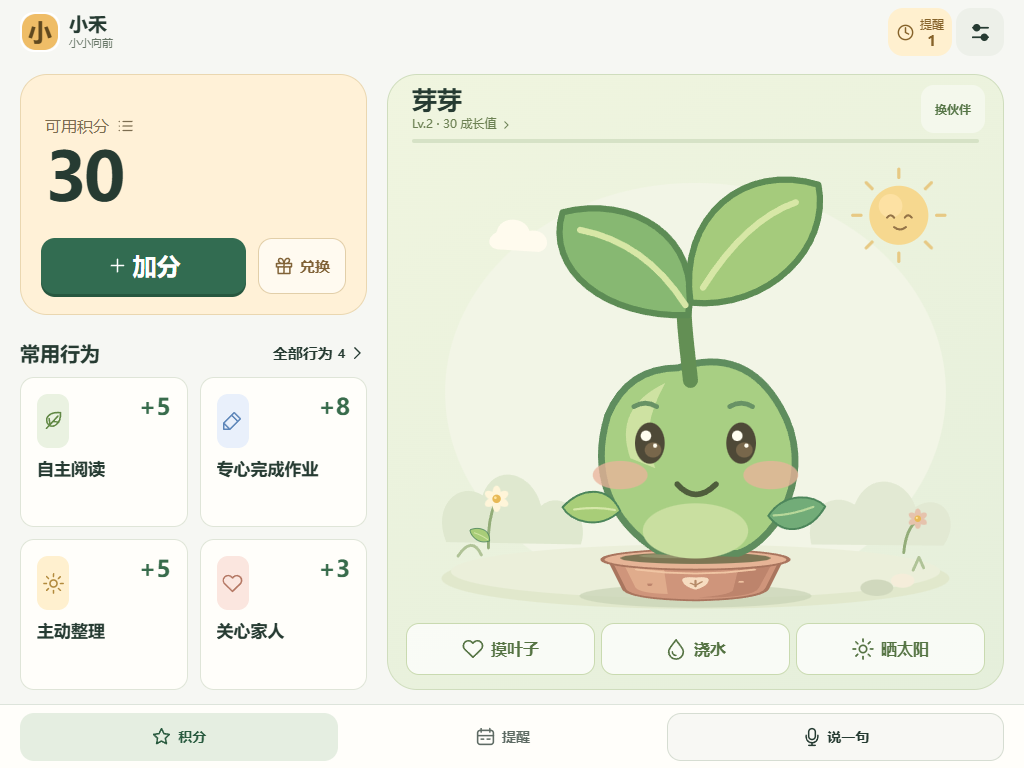 小
小禾
小小向前
提醒
1
可用积分
30
+ 加分
兑换
常用行为
全部行为 4
+5
自主阅读
+8
专心完成作业
+5
主动整理
+3
关心家人
芽芽
Lv.2 · 30 成长值
换伙伴
摸叶子
浇水
晒太阳
积分
提醒
说一句